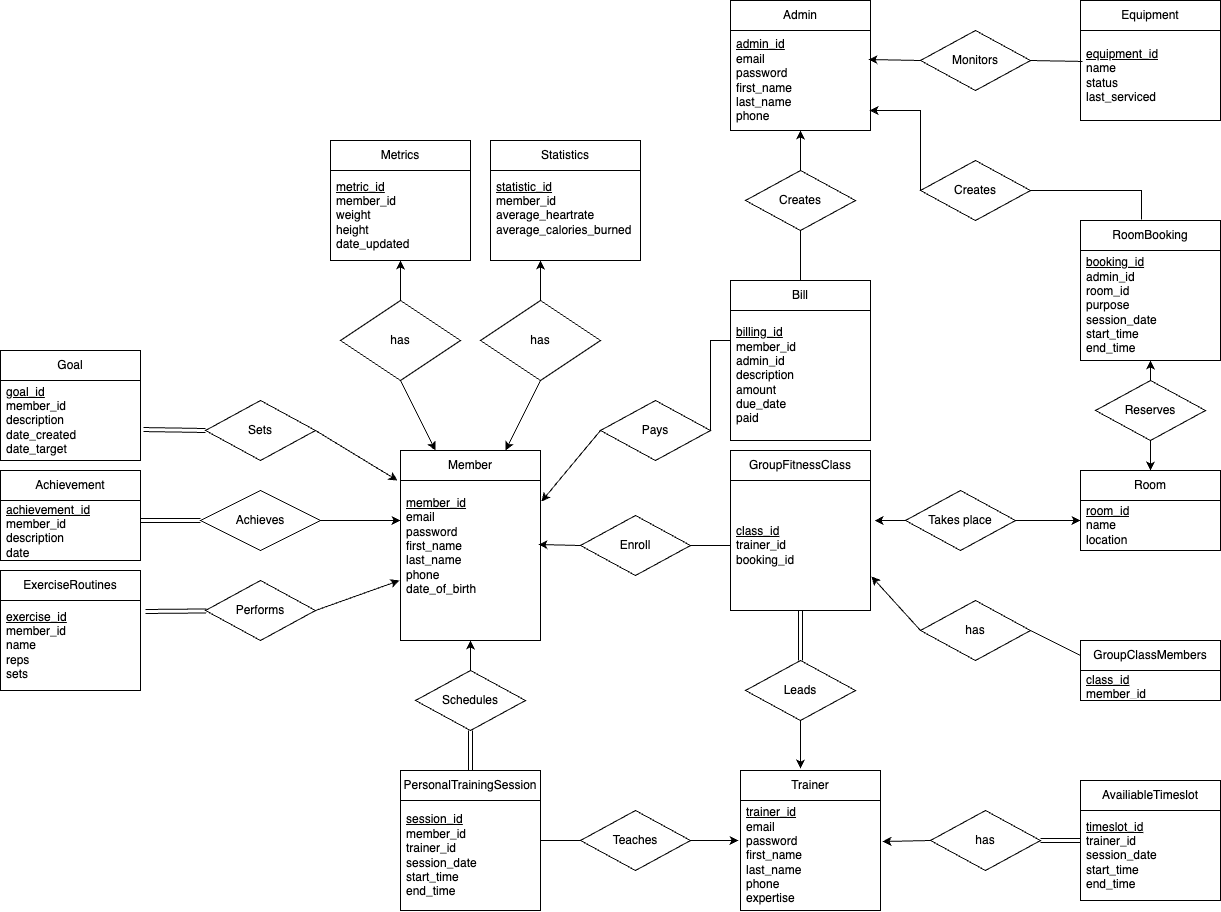 Admin
admin_id
email
password
first_name
last_name
phone
Monitors
Equipment
equipment_id
name
status
last_serviced
Metrics
metric_id
member_id
weight
height
date_updated
Statistics
statistic_id
member_id
average_heartrate
average_calories_burned
Creates
Creates
RoomBooking
booking_id
admin_id
room_id
purpose
session_date
start_time
end_time
has
has
Bill
billing_id
member_id
admin_id
description
amount
due_date
paid
Goal
goal_id
member_id
description
date_created
date_target
Sets
Pays
Reserves
Achievement
achievement_id
member_id
description
date
Achieves
Member
member_id
email
password
first_name
last_name
phone
date_of_birth
Enroll
GroupFitnessClass
class_id
trainer_id
booking_id
Takes place
Room
room_id
name
location
ExerciseRoutines
exercise_id
member_id
name
reps
sets
Performs
has
GroupClassMembers
class_id
member_id
Schedules
Leads
PersonalTrainingSession
session_id
member_id
trainer_id
session_date
start_time
end_time
Teaches
Trainer
trainer_id
email
password
first_name
last_name
phone
expertise
has
AvailiableTimeslot
timeslot_id
trainer_id
session_date
start_time
end_time